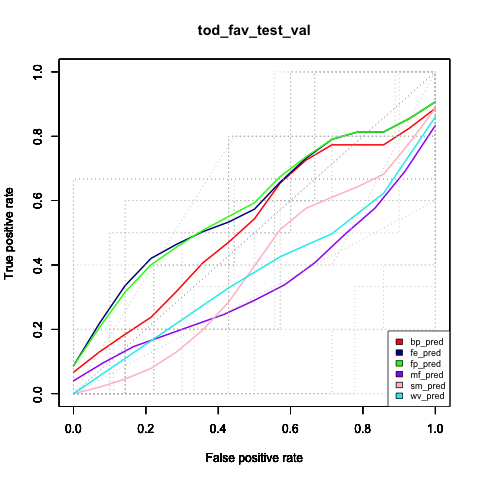 tod_fav_test_val
True positive rate
1.0
0.8
0.6
0.4
0.2
0.0
bp_pred
fe_pred
fp_pred
mf_pred
sm_pred
wv_pred
0.0 0.2 0.4 0.6 0.8 1.0
False positive rate